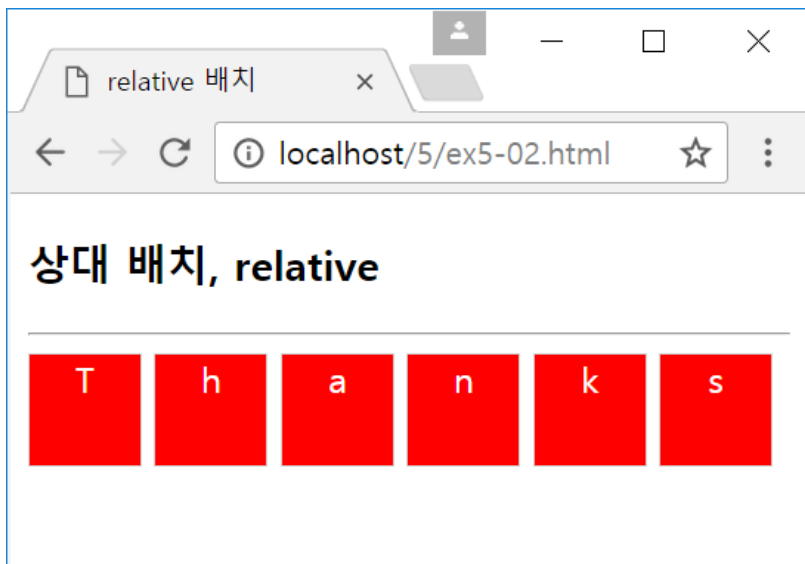 relative 배치
localhost/5/ex5-02.html
상대 배치, relative
T h a n k s